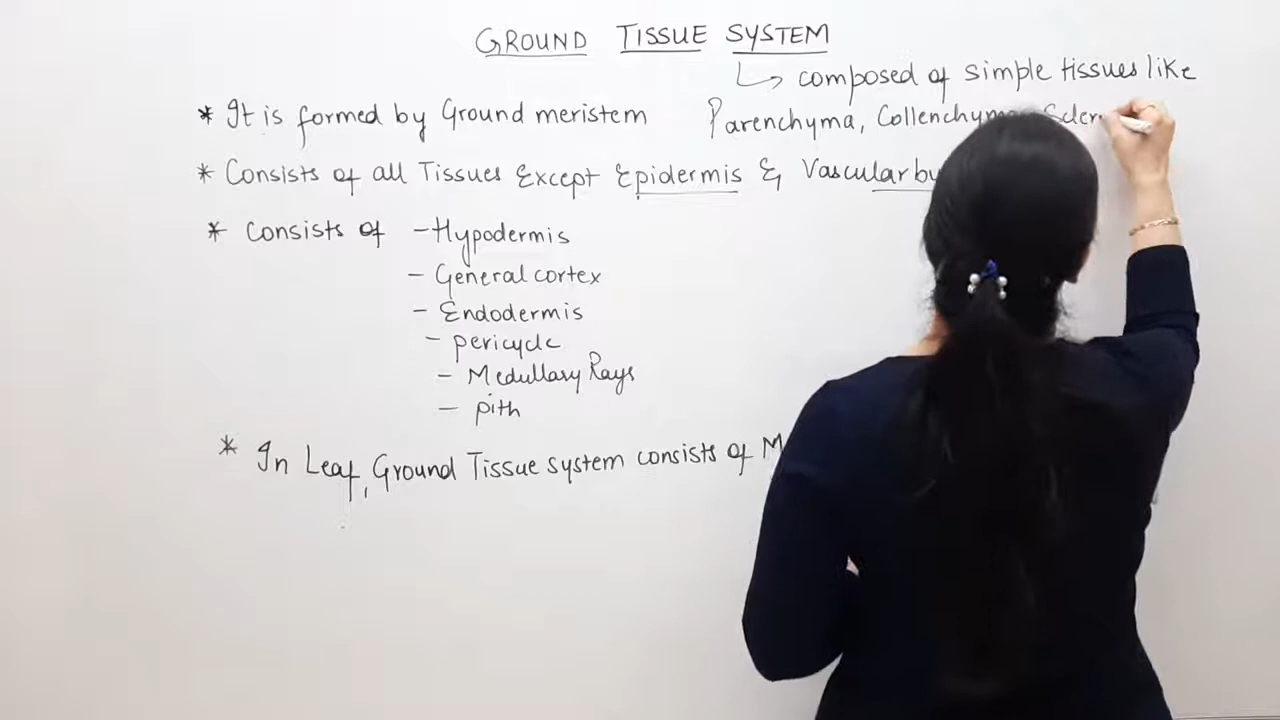 GROUND TISSUE SYSTEM
↳ composed of simple tissues like
Parenchyma, Collenchyma
* It is formed by Ground meristem
* Consists of all Tissues Except Epidermis & Vascular
* consists of - Hypodermis
- General cortex
- Endodermis
- pericycle
- Medullary Rays
- pith
* In Leaf, Ground Tissue system consists of